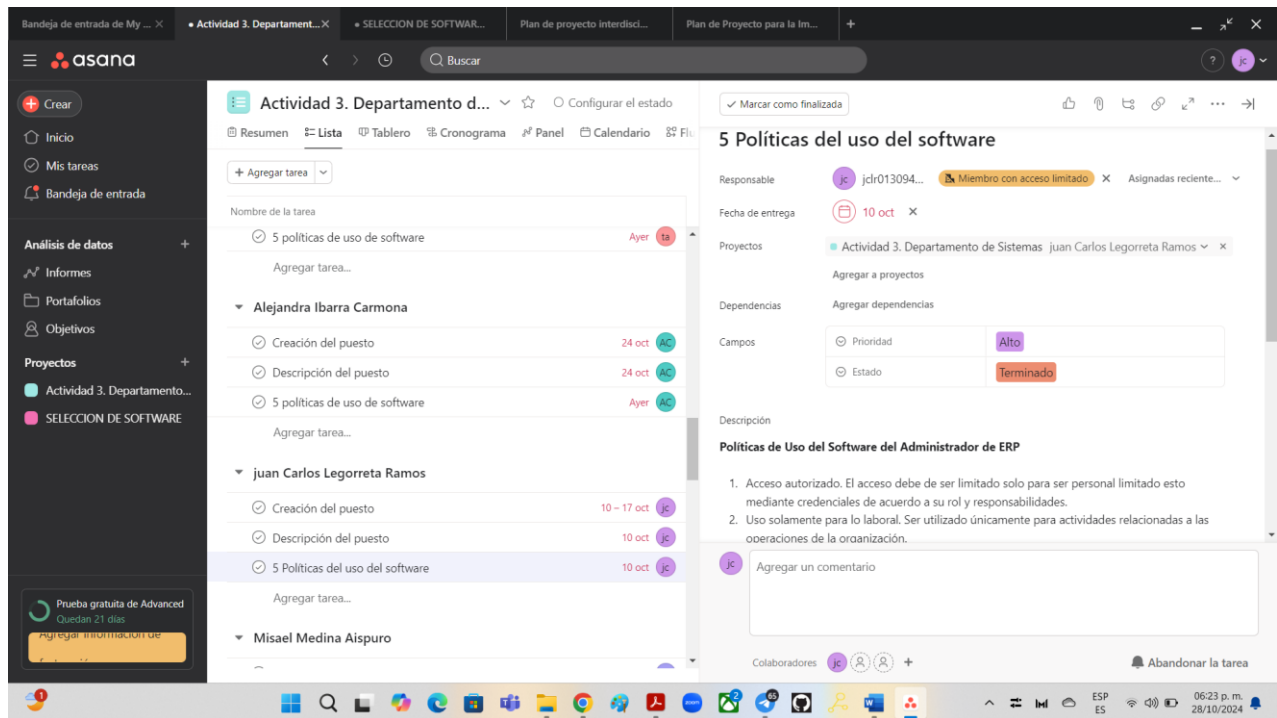 Bandeja de entrada de My ...
Actividad 3. Departament...
SELECCION DE SOFTWAR...
Plan de proyecto interdisci...
Plan de Proyecto para la Im...
asana
Buscar
?
jc
Crear
Inicio
Mis tareas
Bandeja de entrada
Análisis de datos
Informes
Portafolios
Objetivos
Proyectos
Actividad 3. Departamento...
SELECCION DE SOFTWARE
Prueba gratuita de Advanced
Quedan 21 días
Agregar información de
Actividad 3. Departamento d...
Configurar el estado
Resumen Lista Tablero Cronograma Panel Calendario Flu
+ Agregar tarea
Nombre de la tarea
5 políticas de uso de software Ayer ta
Agregar tarea...
Alejandra Ibarra Carmona
Creación del puesto 24 oct AC
Descripción del puesto 24 oct AC
5 políticas de uso de software Ayer AC
Agregar tarea...
juan Carlos Legorreta Ramos
Creación del puesto 10 – 17 oct jc
Descripción del puesto 10 oct jc
5 Políticas del uso del software 10 oct jc
Agregar tarea...
Misael Medina Aispuro
Marcar como finalizada
5 Políticas del uso del software
Responsable jc jclr013094... Miembro con acceso limitado Asignadas reciente...
Fecha de entrega 10 oct
Proyectos Actividad 3. Departamento de Sistemas juan Carlos Legorreta Ramos
Agregar a proyectos
Dependencias Agregar dependencias
Campos Prioridad Alto
Estado Terminado
Descripción
Políticas de Uso del Software del Administrador de ERP
1. Acceso autorizado. El acceso debe de ser limitado solo para ser personal limitado esto
mediante credenciales de acuerdo a su rol y responsabilidades.
2. Uso solamente para lo laboral. Ser utilizado únicamente para actividades relacionadas a las
operaciones de la organización.
jc Agregar un comentario
Colaboradores jc + Abandonar la tarea
1
zoom
65
ESP
ES
06:23 p. m.
28/10/2024